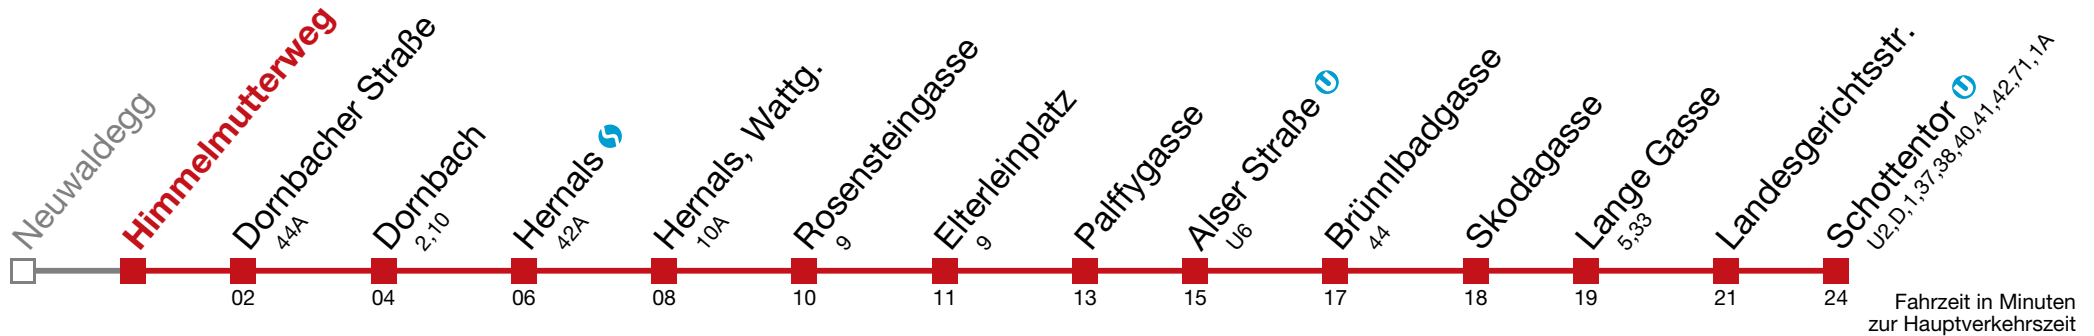 Neuwaldegg
Himmelmutterweg
Dornbacher Straße
44A
Dornbach
2,10
Hernals
42A
Hernals, Wattg.
10A
Rosensteingasse
9
Elterleinplatz
9
Palffygasse
Alser Straße U
U6
Brünnlbadgasse
44
Skodagasse
Lange Gasse
5,33
Landesgerichtsstr.
Schottentor U
U2,D,1,37,38,40,41,42,71,1A
02 04 06 08 10 11 13 15 17 18 19 21 24
Fahrzeit in Minuten
zur Hauptverkehrszeit